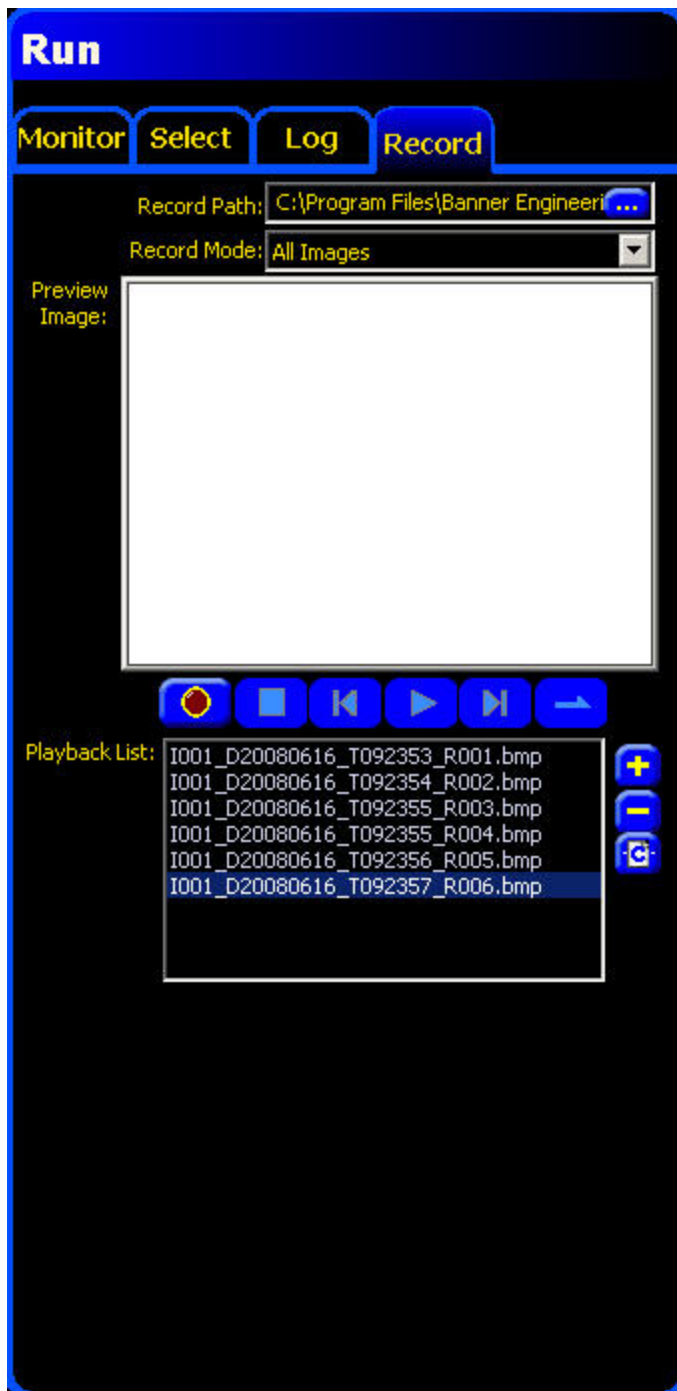 Run
Monitor Select Log Record
Record Path: C:\Program Files\Banner Engineeri ...
Record Mode: All Images
Preview
Image:
Playback List:
I001_D20080616_T092353_R001.bmp
I001_D20080616_T092354_R002.bmp
I001_D20080616_T092355_R003.bmp
I001_D20080616_T092355_R004.bmp
I001_D20080616_T092356_R005.bmp
I001_D20080616_T092357_R006.bmp
C